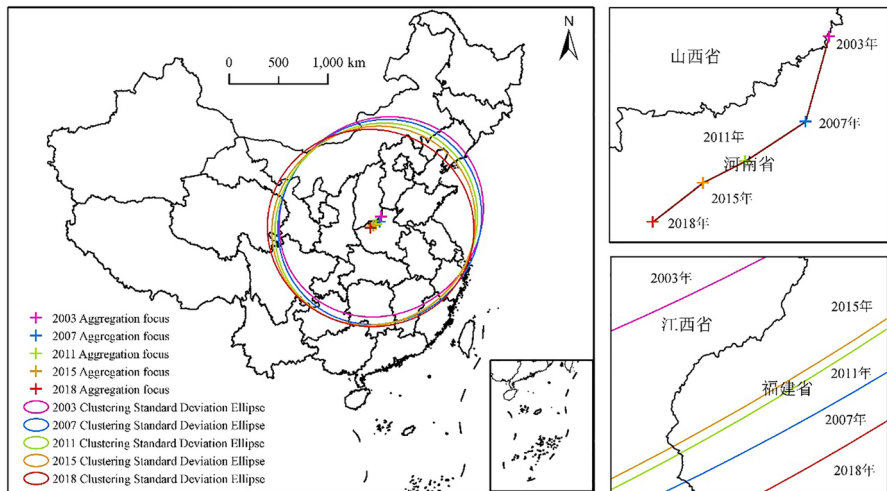 N
0 500 1,000 km
2003 Aggregation focus
2007 Aggregation focus
2011 Aggregation focus
2015 Aggregation focus
2018 Aggregation focus
2003 Clustering Standard Deviation Ellipse
2007 Clustering Standard Deviation Ellipse
2011 Clustering Standard Deviation Ellipse
2015 Clustering Standard Deviation Ellipse
2018 Clustering Standard Deviation Ellipse
山西省
2003年
2007年
2011年
河南省
2015年
2018年
2003年
江西省
2015年
2011年
福建省
2007年
2018年